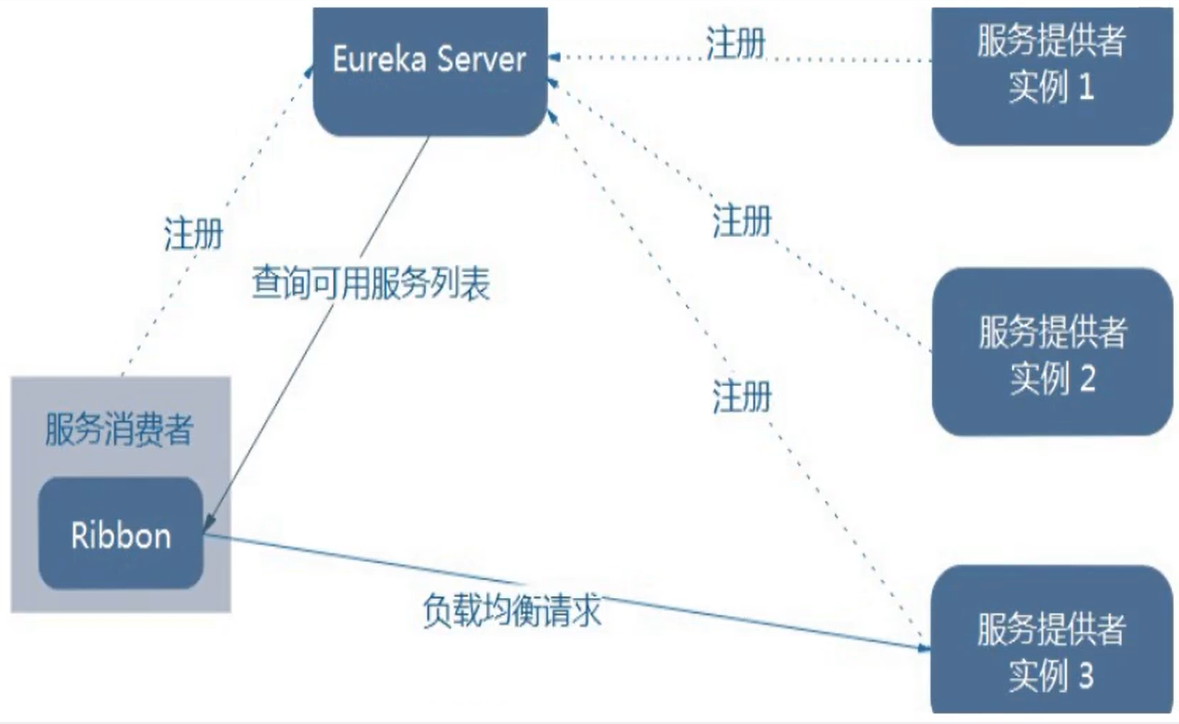 Eureka Server
注册
服务提供者
实例 1
注册
注册
查询可用服务列表
服务提供者
实例 2
注册
服务消费者
Ribbon
负载均衡请求
服务提供者
实例 3